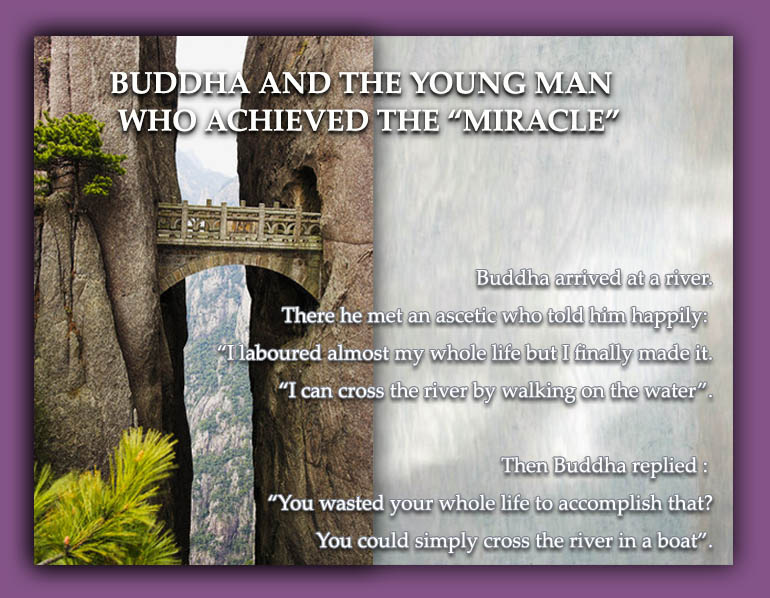 BUDDHA AND THE YOUNG MAN
WHO ACHIEVED THE “MIRACLE”
Buddha arrived at a river.
There he met an ascetic who told him happily:
“I laboured almost my whole life but I finally made it.
“I can cross the river by walking on the water”.
Then Buddha replied :
“You wasted your whole life to accomplish that?
You could simply cross the river in a boat”.